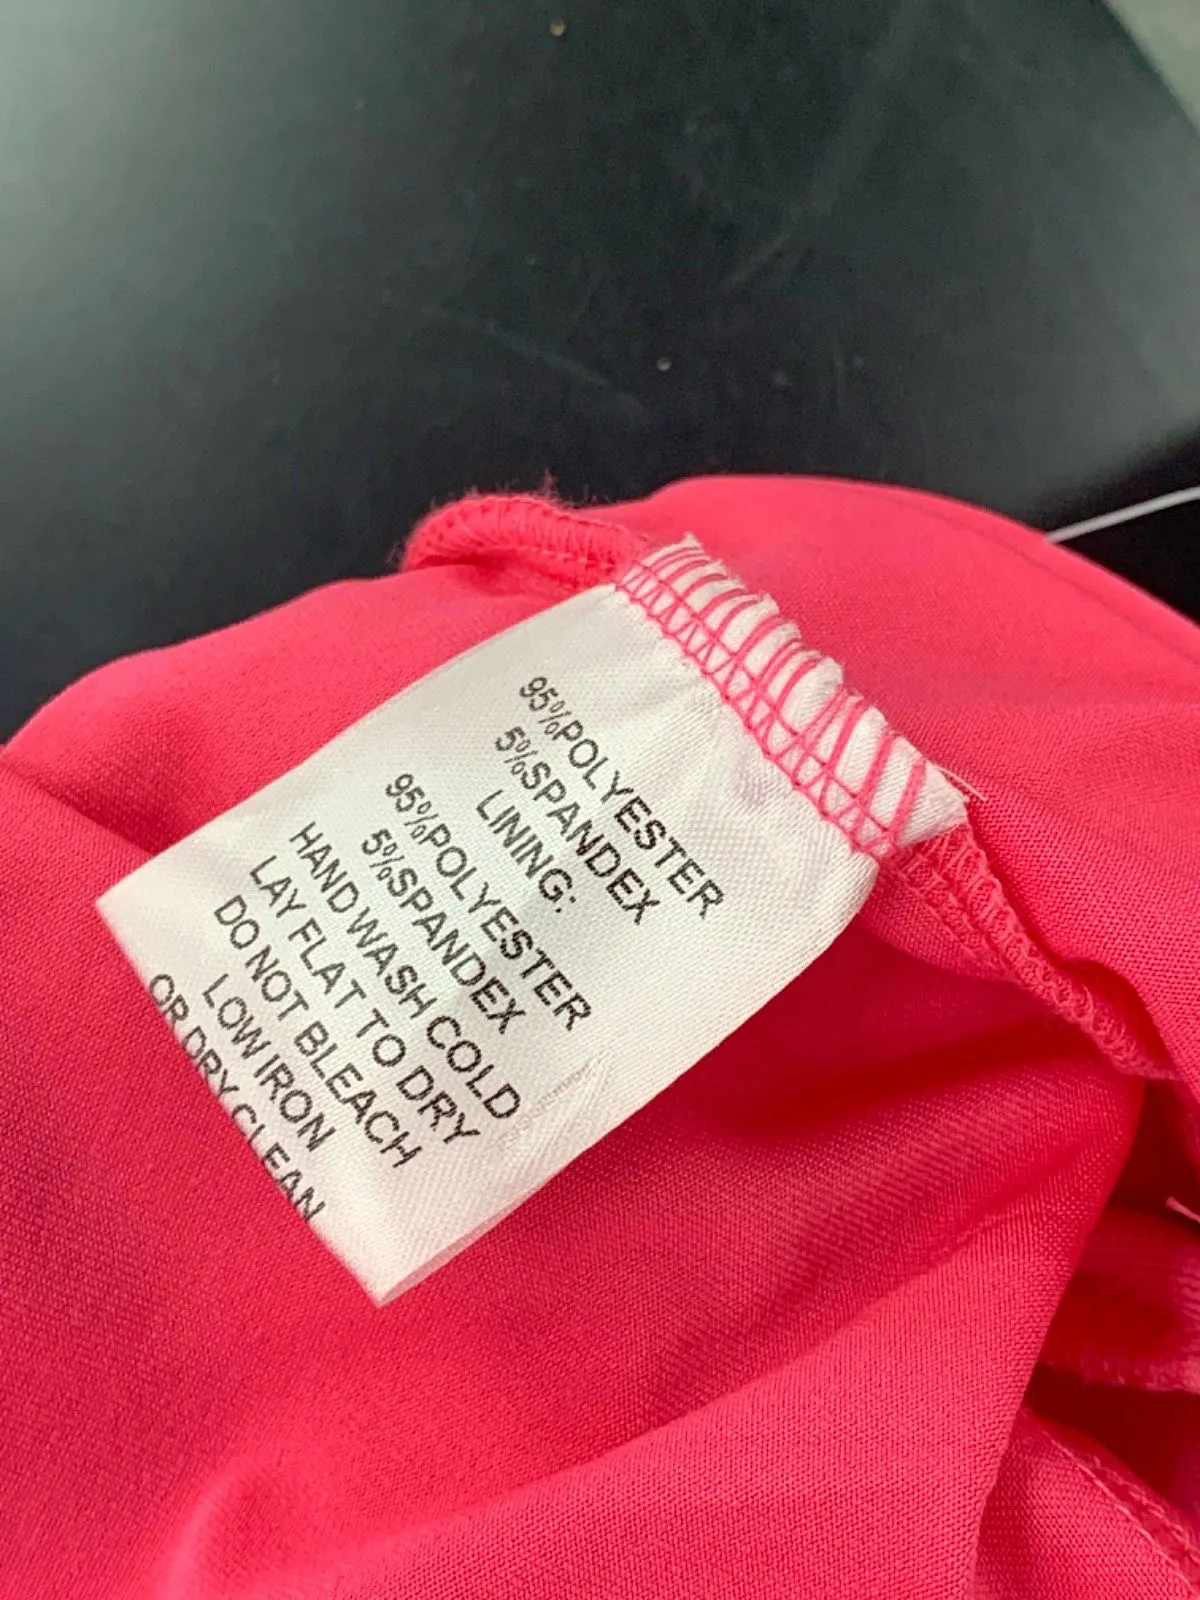 95%POLYESTER
5%SPANDEX
LINING:
95%POLYESTER
5%SPANDEX
HAND WASH COLD
LAY FLAT TO DRY
DO NOT BLEACH
LOW IRON
OR DRY CLEAN